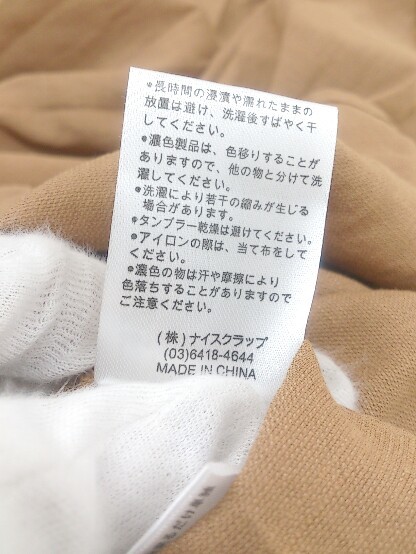 ●長時間の浸漬や濡れたままの
放置は避け、洗濯後すばやく干
してください。
●濃色製品は、色移りすることが
ありますので、他の物と分けて洗
濯してください。
●洗濯により若干の縮みが生じる
場合があります。
●タンブラー乾燥は避けてください。
●アイロンの際は、当て布をして
ください。
●濃色の物は汗や摩擦により
色落ちすることがありますので
ご注意ください。
(株)ナイスクラップ
(03)6418-4644
MADE IN CHINA